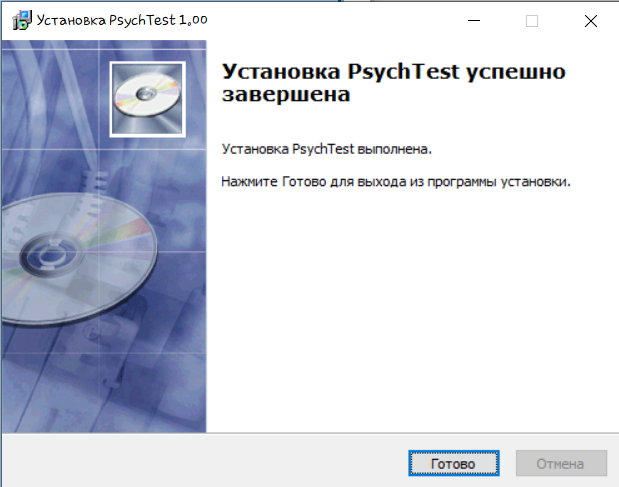 Установка PsychTest 1,00
Установка PsychTest успешно
завершена
Установка PsychTest выполнена.
Нажмите Готово для выхода из программы установки.
Готово
Отмена